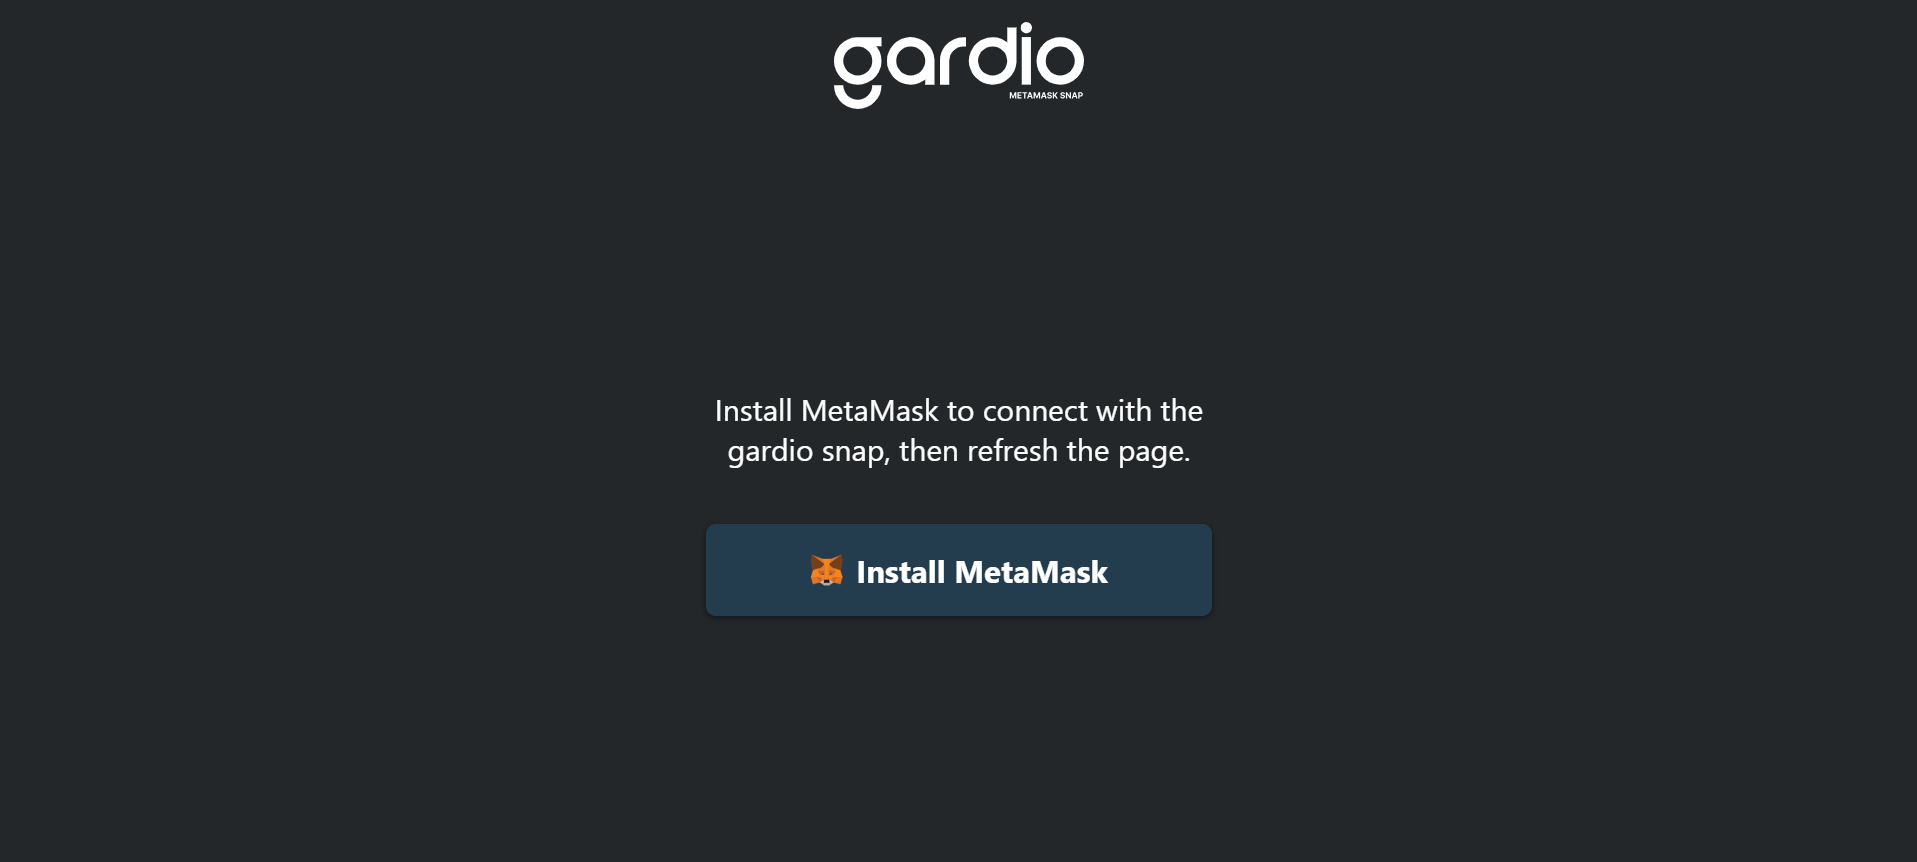 gardio
METAMASK SNAP
Install MetaMask to connect with the
gardio snap, then refresh the page.
Install MetaMask